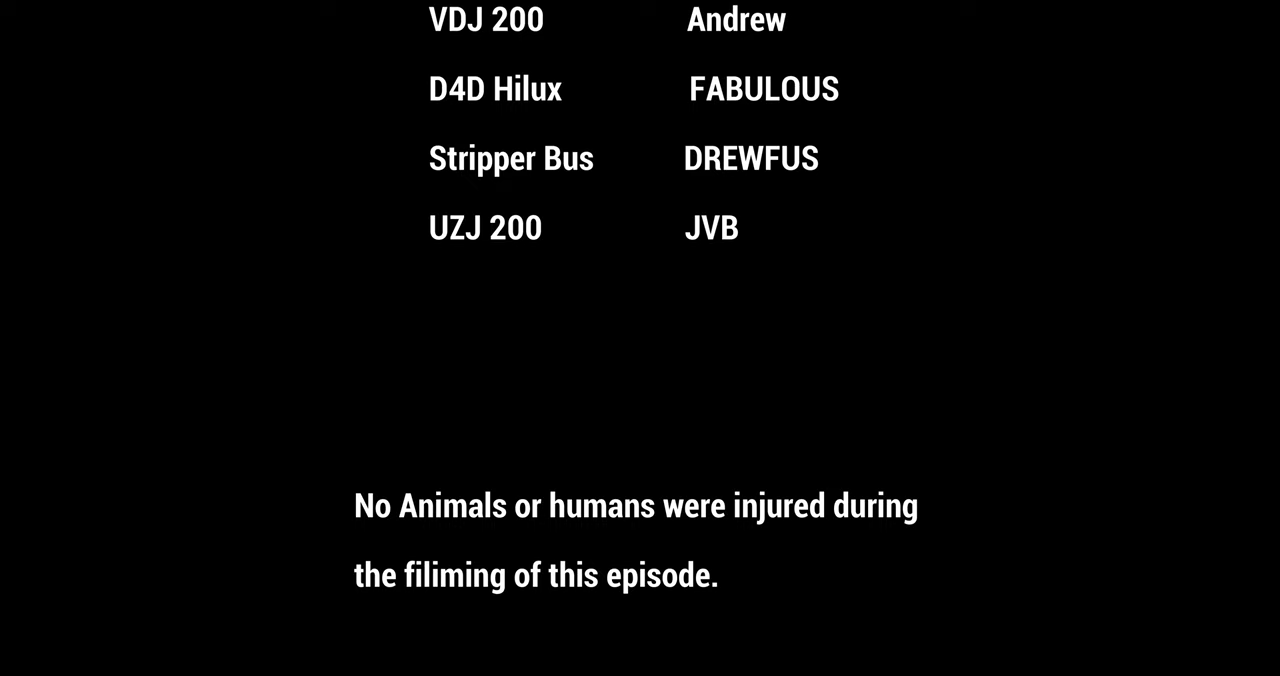 VDJ 200 Andrew
D4D Hilux FABULOUS
Stripper Bus DREWFUS
UZJ 200 JVB
No Animals or humans were injured during
the filiming of this episode.